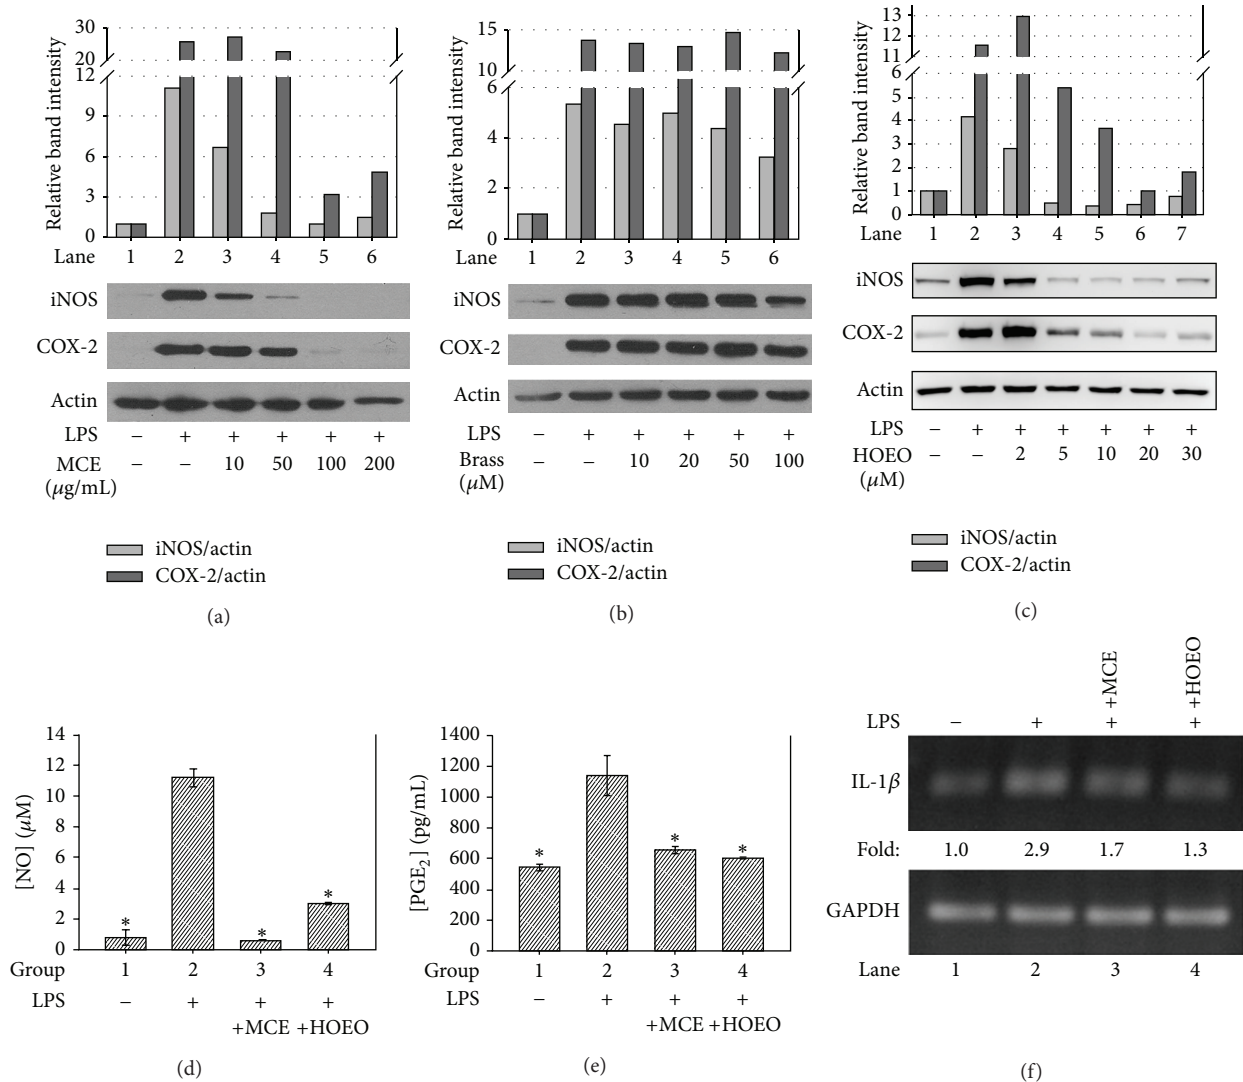 30
20
12
9
6
3
0
Relative band intensity
Lane 1 2 3 4 5 6
iNOS
COX-2
Actin
LPS − + + + + +
MCE − − 10 50 100 200
(μg/mL)
iNOS/actin
COX-2/actin
(a)
15
10
6
4
2
0
Relative band intensity
Lane 1 2 3 4 5 6
iNOS
COX-2
Actin
LPS − + + + + +
Brass − − 10 20 50 100
(μM)
iNOS/actin
COX-2/actin
(b)
13
12
11
5
4
3
2
1
0
Relative band intensity
Lane 1 2 3 4 5 6 7
iNOS
COX-2
Actin
LPS − + + + + + +
HOEO − − 2 5 10 20 30
(μM)
iNOS/actin
COX-2/actin
(c)
14
12
10
8
6
4
2
0
[NO] (μM)
* * *
Group 1 2 3 4
LPS − + + +
+MCE +HOEO
(d)
1400
1200
1000
800
600
400
200
0
[PGE₂] (pg/mL)
* * *
Group 1 2 3 4
LPS − + + +
+MCE +HOEO
(e)
+MCE
+HOEO
LPS − + + +
IL-1β
Fold: 1.0 2.9 1.7 1.3
GAPDH
Lane 1 2 3 4
(f)